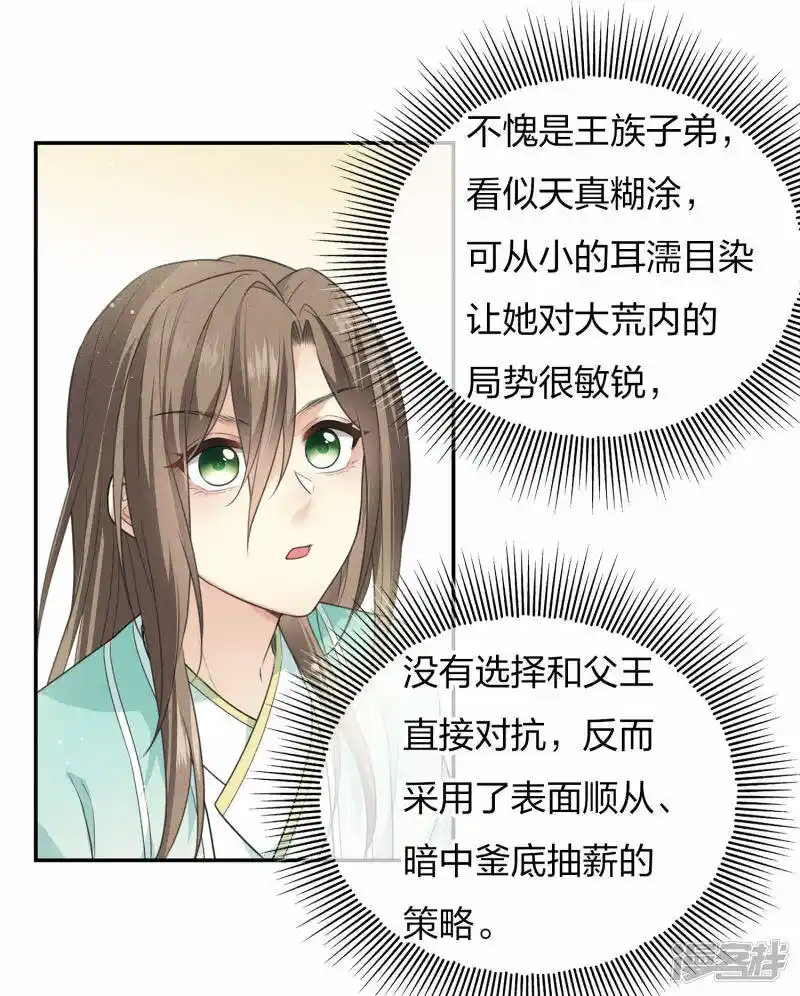 不愧是王族子弟，
看似天真糊涂，
可从小的耳濡目染
让她对大荒内的
局势很敏锐，
没有选择和父王
直接对抗，反而
采用了表面顺从、
暗中釜底抽薪的
策略。
漫客栈